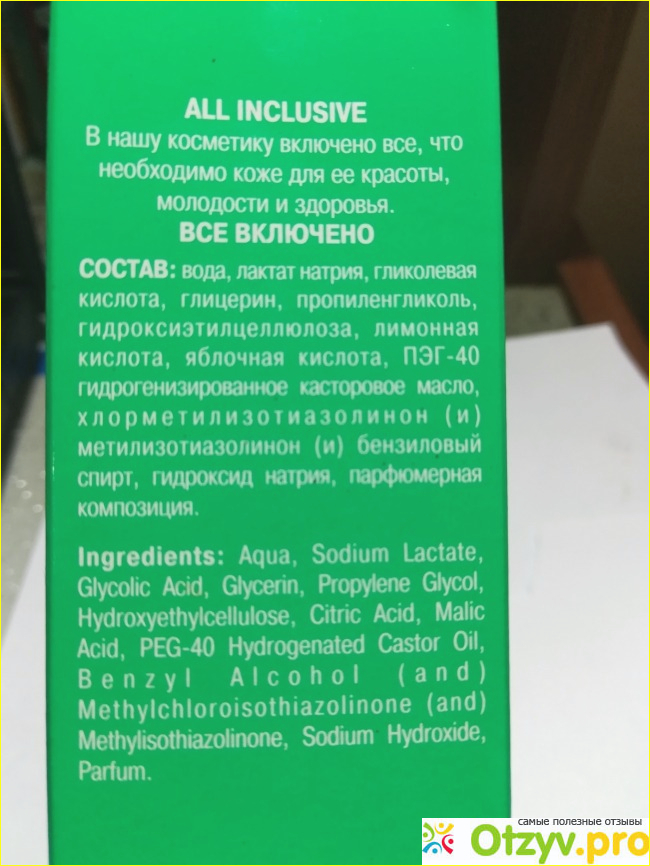 ALL INCLUSIVE
В нашу косметику включено все, что
необходимо коже для ее красоты,
молодости и здоровья.
ВСЕ ВКЛЮЧЕНО
СОСТАВ: вода, лактат натрия, гликолевая
кислота, глицерин, пропиленгликоль,
гидроксиэтилцеллюлоза, лимонная
кислота, яблочная кислота, ПЭГ-40
гидрогенизированное касторовое масло,
хлорметилизотиазолинон (и)
метилизотиазолинон (и) бензиловый
спирт, гидроксид натрия, парфюмерная
композиция.
Ingredients: Aqua, Sodium Lactate,
Glycolic Acid, Glycerin, Propylene Glycol,
Hydroxyethylcellulose, Citric Acid, Malic
Acid, PEG-40 Hydrogenated Castor Oil,
Benzyl Alcohol (and)
Methylchloroisothiazolinone (and)
Methylisothiazolinone, Sodium Hydroxide,
Parfum.
самые полезные отзывы
Otzyv.pro